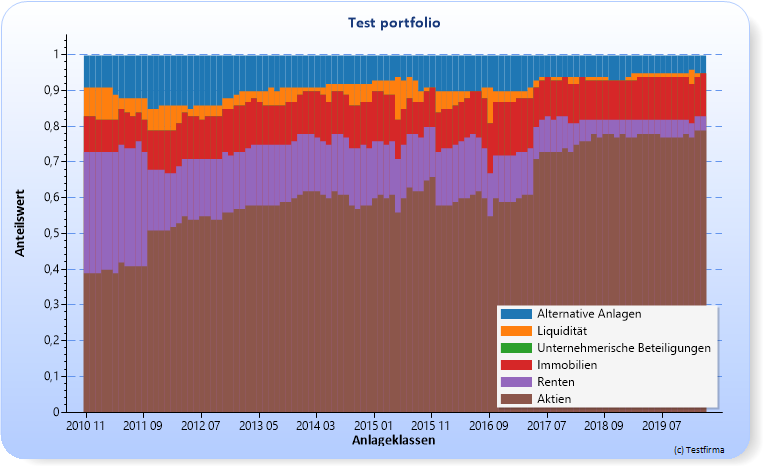 Test portfolio
Anteilswert
1
0,9
0,8
0,7
0,6
0,5
0,4
0,3
0,2
0,1
0
Alternative Anlagen
Liquidität
Unternehmerische Beteiligungen
Immobilien
Renten
Aktien
2010 11 2011 09 2012 07 2013 05 2014 03 2015 01 2015 11 2016 09 2017 07 2018 09 2019 07
Anlageklassen
(c) Testfirma